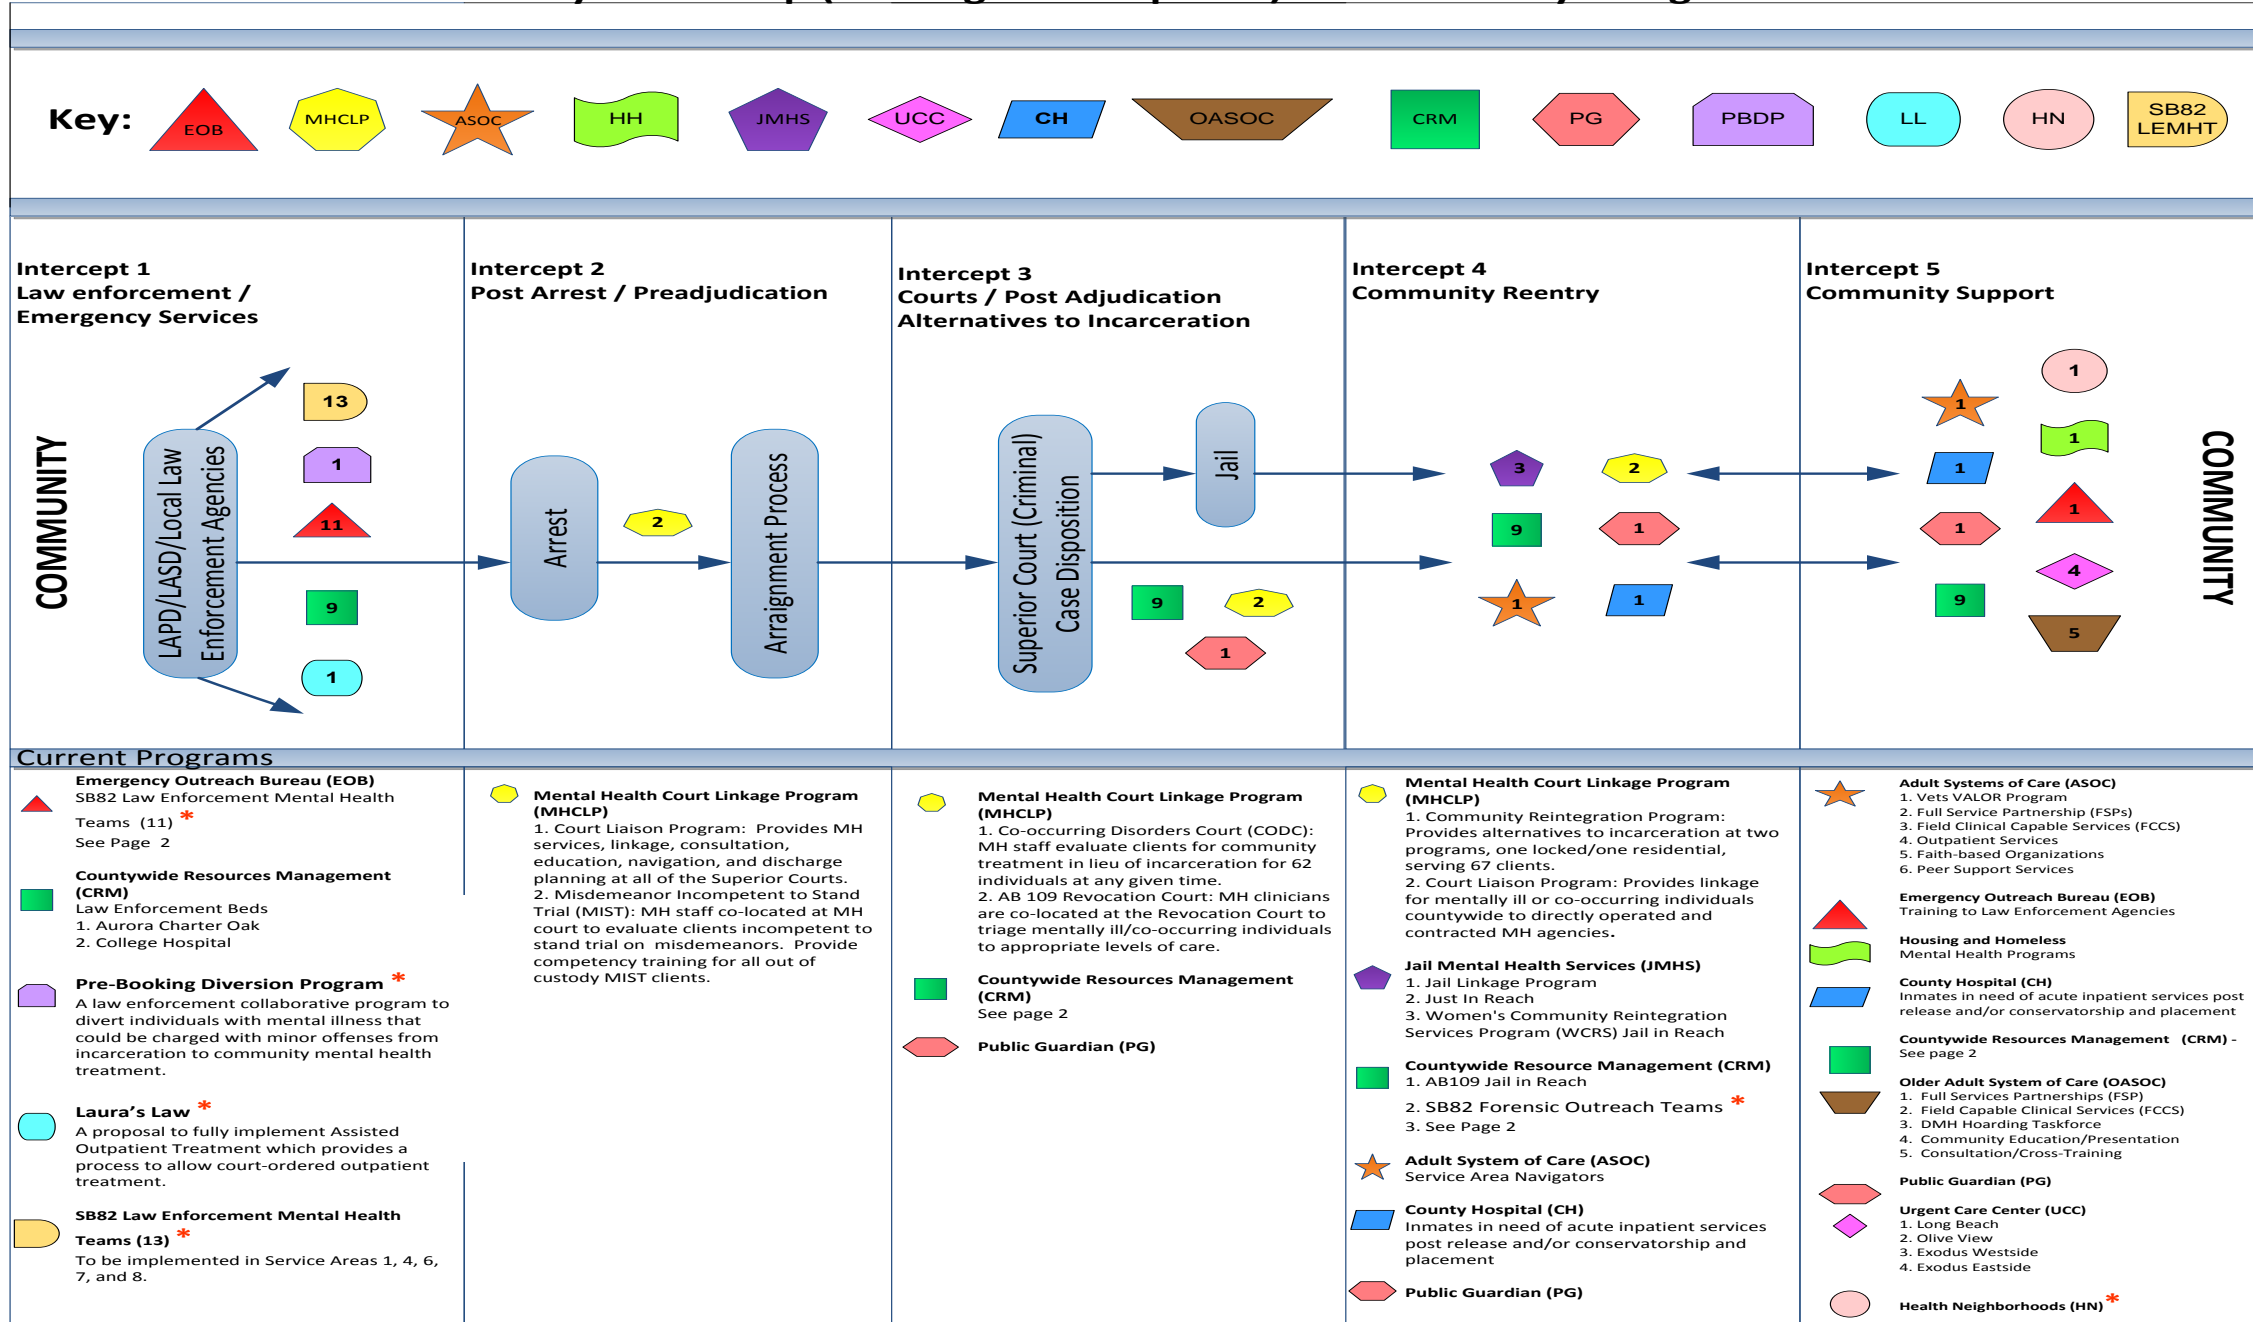 Key:
EOB
MHCLP
ASOC
HH
JMHS
UCC
CH
OASOC
CRM
PG
PBDP
LL
HN
SB82
LEMHT
Intercept 1
Law enforcement /
Emergency Services
Intercept 2
Post Arrest / Preadjudication
Intercept 3
Courts / Post Adjudication
Alternatives to Incarceration
Intercept 4
Community Reentry
Intercept 5
Community Support
COMMUNITY
LAPD/LASD/Local Law
Enforcement Agencies
13
1
11
9
1
Arrest
2
Arraignment Process
Superior Court (Criminal)
Case Disposition
Jail
9
2
1
3
2
9
1
1
1
1
1
1
1
1
1
4
9
5
COMMUNITY
Current Programs
Emergency Outreach Bureau (EOB)
SB82 Law Enforcement Mental Health
Teams (11) *
See Page 2
Countywide Resources Management
(CRM)
Law Enforcement Beds
1. Aurora Charter Oak
2. College Hospital
Pre-Booking Diversion Program *
A law enforcement collaborative program to
divert individuals with mental illness that
could be charged with minor offenses from
incarceration to community mental health
treatment.
Laura's Law *
A proposal to fully implement Assisted
Outpatient Treatment which provides a
process to allow court-ordered outpatient
treatment.
SB82 Law Enforcement Mental Health
Teams (13) *
To be implemented in Service Areas 1, 4, 6,
7, and 8.
Mental Health Court Linkage Program
(MHCLP)
1. Court Liaison Program: Provides MH
services, linkage, consultation,
education, navigation, and discharge
planning at all of the Superior Courts.
2. Misdemeanor Incompetent to Stand
Trial (MIST): MH staff co-located at MH
court to evaluate clients incompetent to
stand trial on misdemeanors. Provide
competency training for all out of
custody MIST clients.
Mental Health Court Linkage Program
(MHCLP)
1. Co-occurring Disorders Court (CODC):
MH staff evaluate clients for community
treatment in lieu of incarceration for 62
individuals at any given time.
2. AB 109 Revocation Court: MH clinicians
are co-located at the Revocation Court to
triage mentally ill/co-occurring individuals
to appropriate levels of care.
Countywide Resources Management
(CRM)
See page 2
Public Guardian (PG)
Mental Health Court Linkage Program
(MHCLP)
1. Community Reintegration Program:
Provides alternatives to incarceration at two
programs, one locked/one residential,
serving 67 clients.
2. Court Liaison Program: Provides linkage
for mentally ill or co-occurring individuals
countywide to directly operated and
contracted MH agencies.
Jail Mental Health Services (JMHS)
1. Jail Linkage Program
2. Just In Reach
3. Women's Community Reintegration
Services Program (WCRS) Jail in Reach
Countywide Resource Management (CRM)
1. AB109 Jail in Reach
2. SB82 Forensic Outreach Teams *
3. See Page 2
Adult System of Care (ASOC)
Service Area Navigators
County Hospital (CH)
Inmates in need of acute inpatient services
post release and/or conservatorship and
placement
Public Guardian (PG)
Adult Systems of Care (ASOC)
1. Vets VALOR Program
2. Full Service Partnership (FSPs)
3. Field Clinical Capable Services (FCCS)
4. Outpatient Services
5. Faith-based Organizations
6. Peer Support Services
Emergency Outreach Bureau (EOB)
Training to Law Enforcement Agencies
Housing and Homeless
Mental Health Programs
County Hospital (CH)
Inmates in need of acute inpatient services post
release and/or conservatorship and placement
Countywide Resources Management (CRM) -
See page 2
Older Adult System of Care (OASOC)
1. Full Services Partnerships (FSP)
2. Field Capable Clinical Services (FCCS)
3. DMH Hoarding Taskforce
4. Community Education/Presentation
5. Consultation/Cross-Training
Public Guardian (PG)
Urgent Care Center (UCC)
1. Long Beach
2. Olive View
3. Exodus Westside
4. Exodus Eastside
Health Neighborhoods (HN) *